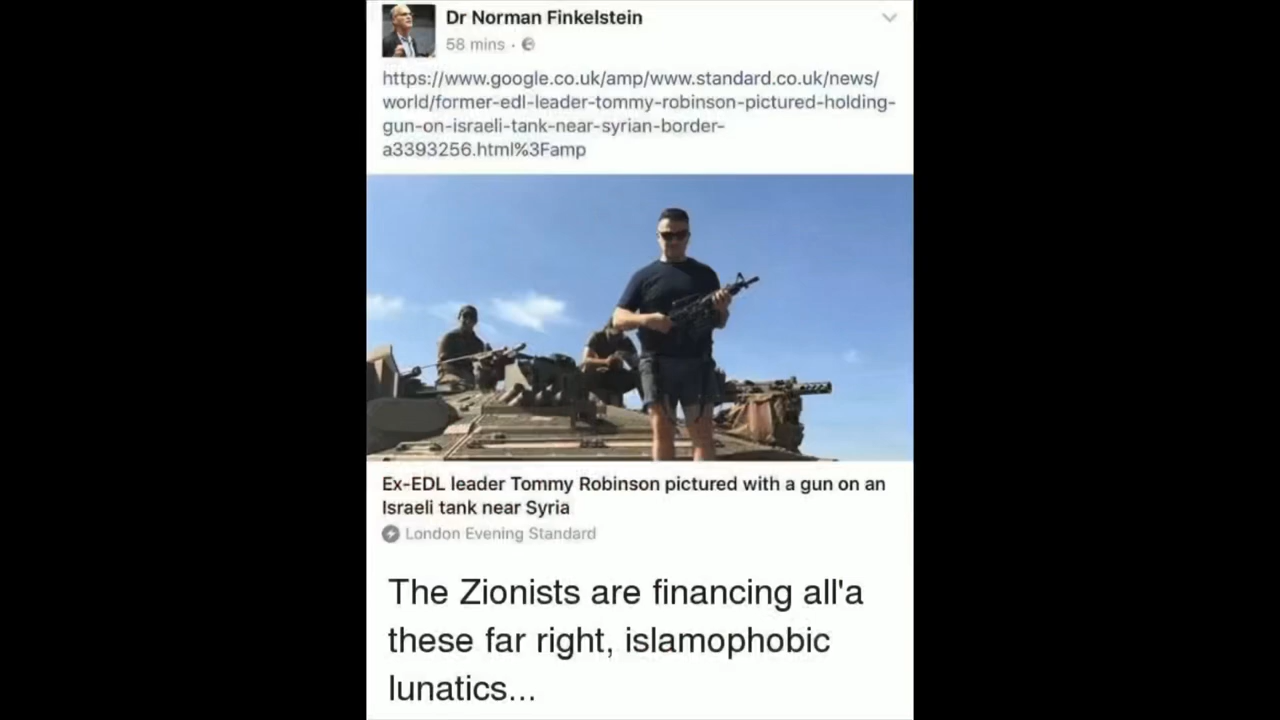 Dr Norman Finkelstein
58 mins ·
https://www.google.co.uk/amp/www.standard.co.uk/news/
world/former-edl-leader-tommy-robinson-pictured-holding-
gun-on-israeli-tank-near-syrian-border-
a3393256.html%3Famp
Ex-EDL leader Tommy Robinson pictured with a gun on an
Israeli tank near Syria
London Evening Standard
The Zionists are financing all'a
these far right, islamophobic
lunatics...